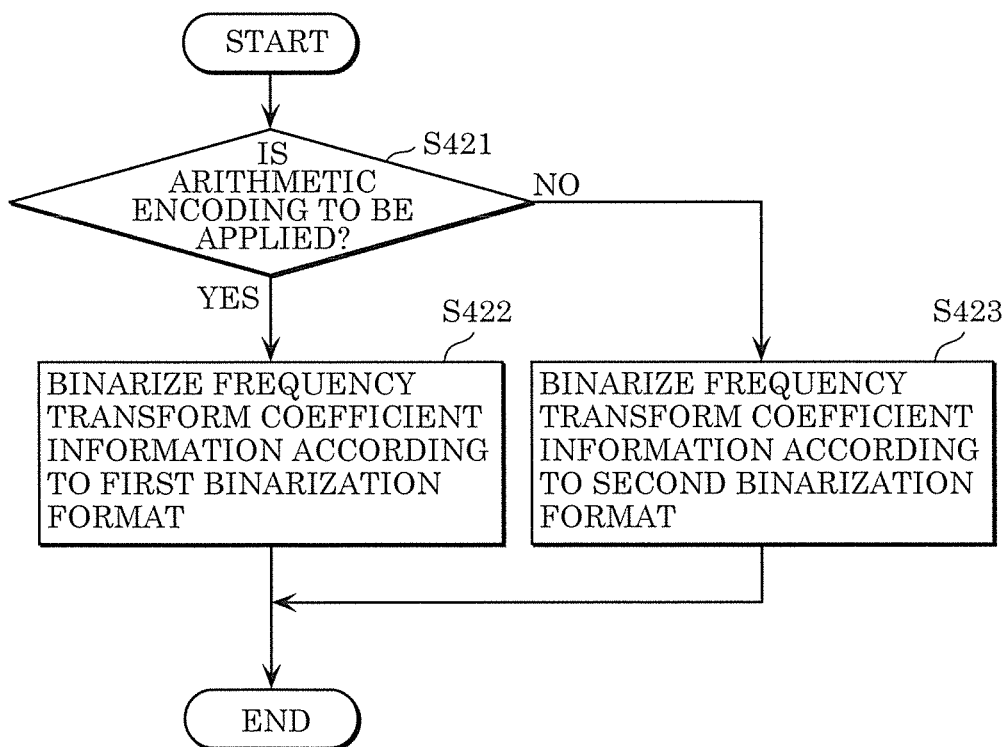 START
S421
IS
ARITHMETIC
ENCODING TO BE
APPLIED?
NO
YES
S422
BINARIZE FREQUENCY
TRANSFORM COEFFICIENT
INFORMATION ACCORDING
TO FIRST BINARIZATION
FORMAT
S423
BINARIZE FREQUENCY
TRANSFORM COEFFICIENT
INFORMATION ACCORDING
TO SECOND BINARIZATION
FORMAT
END